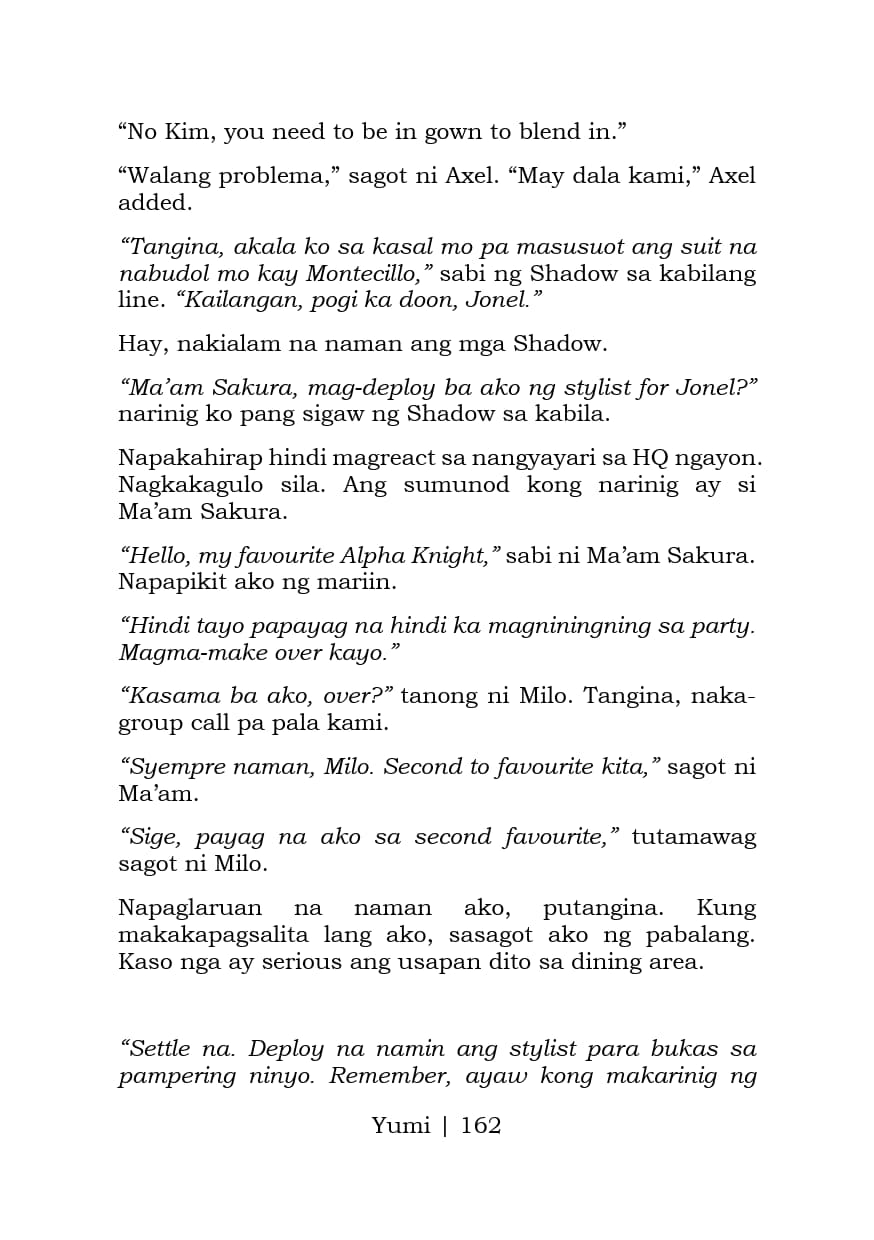 “No Kim, you need to be in gown to blend in.”
“Walang problema,” sagot ni Axel. “May dala kami,” Axel
added.
“Tangina, akala ko sa kasal mo pa masusuot ang suit na
nabudol mo kay Montecillo,” sabi ng Shadow sa kabilang
line. “Kailangan, pogi ka doon, Jonel.”
Hay, nakialam na naman ang mga Shadow.
“Ma’am Sakura, mag-deploy ba ako ng stylist for Jonel?”
narinig ko pang sigaw ng Shadow sa kabila.
Napakahirap hindi magreact sa nangyayari sa HQ ngayon.
Nagkakagulo sila. Ang sumunod kong narinig ay si
Ma’am Sakura.
“Hello, my favourite Alpha Knight,” sabi ni Ma’am Sakura.
Napapikit ako ng mariin.
“Hindi tayo papayag na hindi ka magniningning sa party.
Magma-make over kayo.”
“Kasama ba ako, over?” tanong ni Milo. Tangina, naka-
group call pa pala kami.
“Syempre naman, Milo. Second to favourite kita,” sagot ni
Ma’am.
“Sige, payag na ako sa second favourite,” tutamawag
sagot ni Milo.
Napaglaruan na naman ako, putangina. Kung
makakapagsalita lang ako, sasagot ako ng pabalang.
Kaso nga ay serious ang usapan dito sa dining area.
“Settle na. Deploy na namin ang stylist para bukas sa
pampering ninyo. Remember, ayaw kong makarinig ng
Yumi | 162